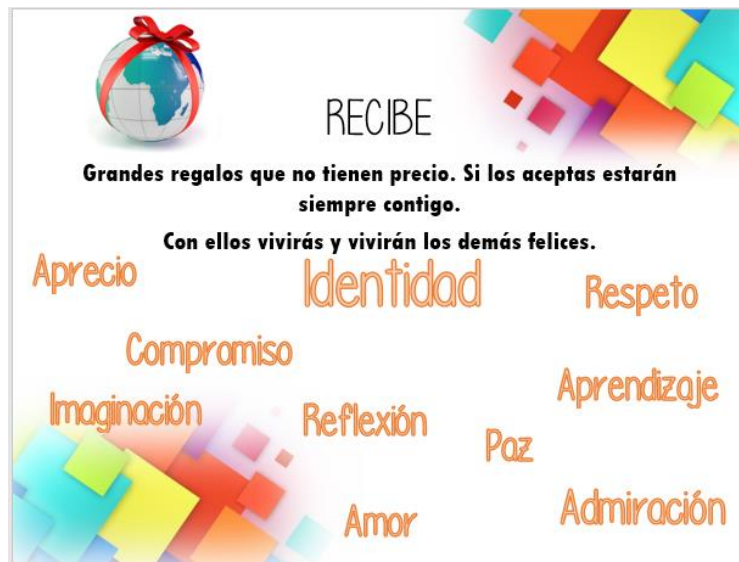 RECIBE
Grandes regalos que no tienen precio. Si los aceptas estarán
siempre contigo.
Con ellos vivirás y vivirán los demás felices.
Aprecio
Identidad
Respeto
Compromiso
Aprendizaje
Imaginación
Reflexión
Paz
Admiración
Amor